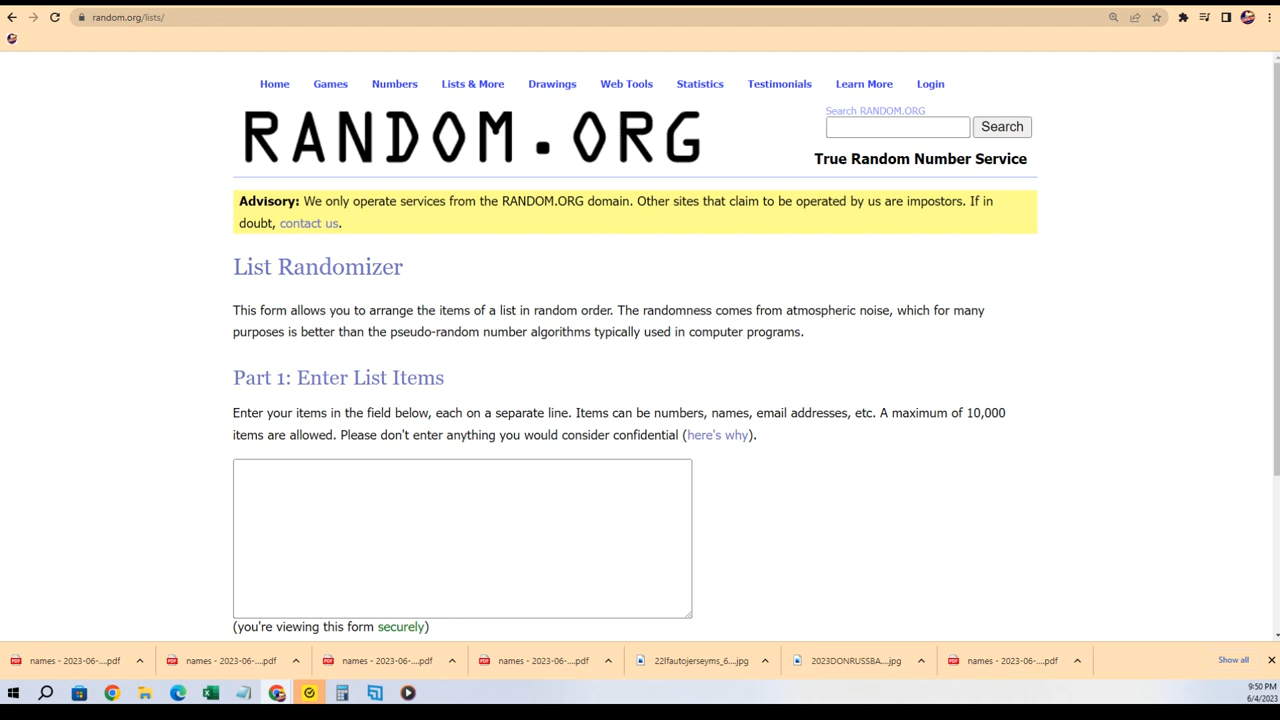 random.org/lists/
Home Games Numbers Lists & More Drawings Web Tools Statistics Testimonials Learn More Login
RANDOM.ORG
Search RANDOM.ORG
Search
True Random Number Service
Advisory: We only operate services from the RANDOM.ORG domain. Other sites that claim to be operated by us are impostors. If in
doubt, contact us.
List Randomizer
This form allows you to arrange the items of a list in random order. The randomness comes from atmospheric noise, which for many
purposes is better than the pseudo-random number algorithms typically used in computer programs.
Part 1: Enter List Items
Enter your items in the field below, each on a separate line. Items can be numbers, names, email addresses, etc. A maximum of 10,000
items are allowed. Please don't enter anything you would consider confidential (here's why).
(you're viewing this form securely)
names - 2023-06-....pdf names - 2023-06-....pdf names - 2023-06-....pdf names - 2023-06-....pdf 22lfautojerseyms_6....jpg 2023DONRUSSBA....jpg names - 2023-06-....pdf Show all
9:50 PM
6/4/2023